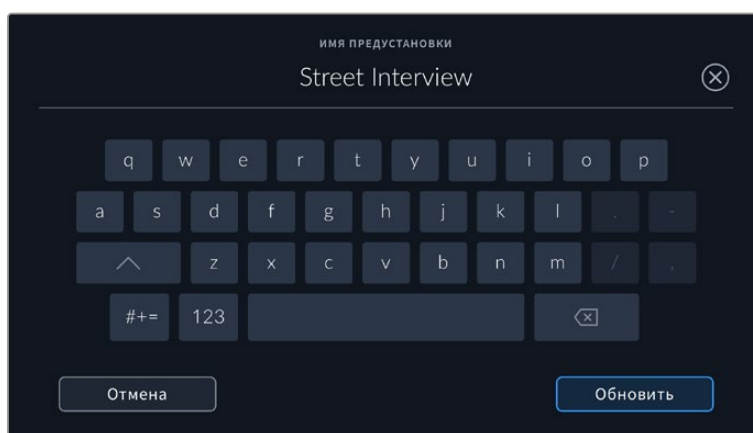 ИМЯ ПРЕДУСТАНОВКИ
Street Interview
q w e r t y u i o p
a s d f g h j k l . -
z x c v b n m / ,
#+= 123
Отмена Обновить